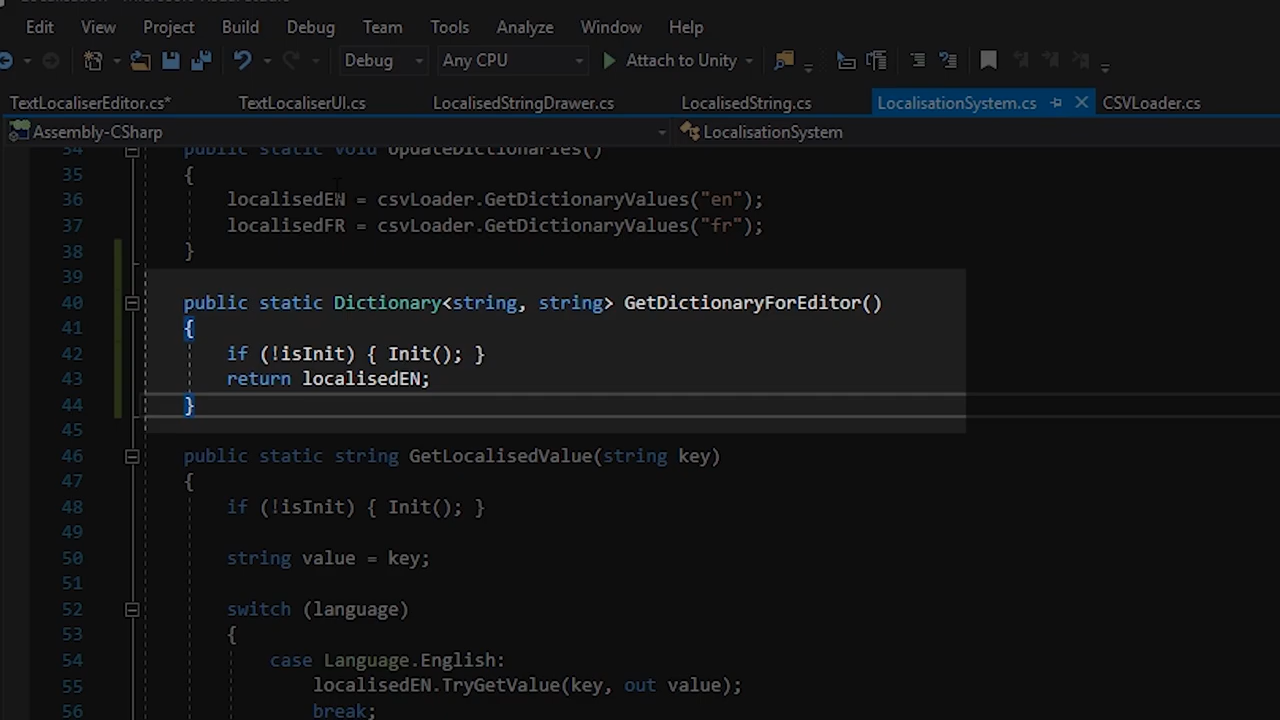 Edit View Project Build Debug Team Tools Analyze Window Help
Debug Any CPU Attach to Unity
TextLocaliserEditor.cs* TextLocaliserUI.cs LocalisedStringDrawer.cs LocalisedString.cs LocalisationSystem.cs CSVLoader.cs
Assembly-CSharp LocalisationSystem
34 public static void UpdateDictionaries()
35 {
36 localisedEN = csvLoader.GetDictionaryValues("en");
37 localisedFR = csvLoader.GetDictionaryValues("fr");
38 }
39
40 public static Dictionary<string, string> GetDictionaryForEditor()
41 {
42 if (!isInit) { Init(); }
43 return localisedEN;
44 }
45
46 public static string GetLocalisedValue(string key)
47 {
48 if (!isInit) { Init(); }
49
50 string value = key;
51
52 switch (language)
53 {
54 case Language.English:
55 localisedEN.TryGetValue(key, out value);
56 break;